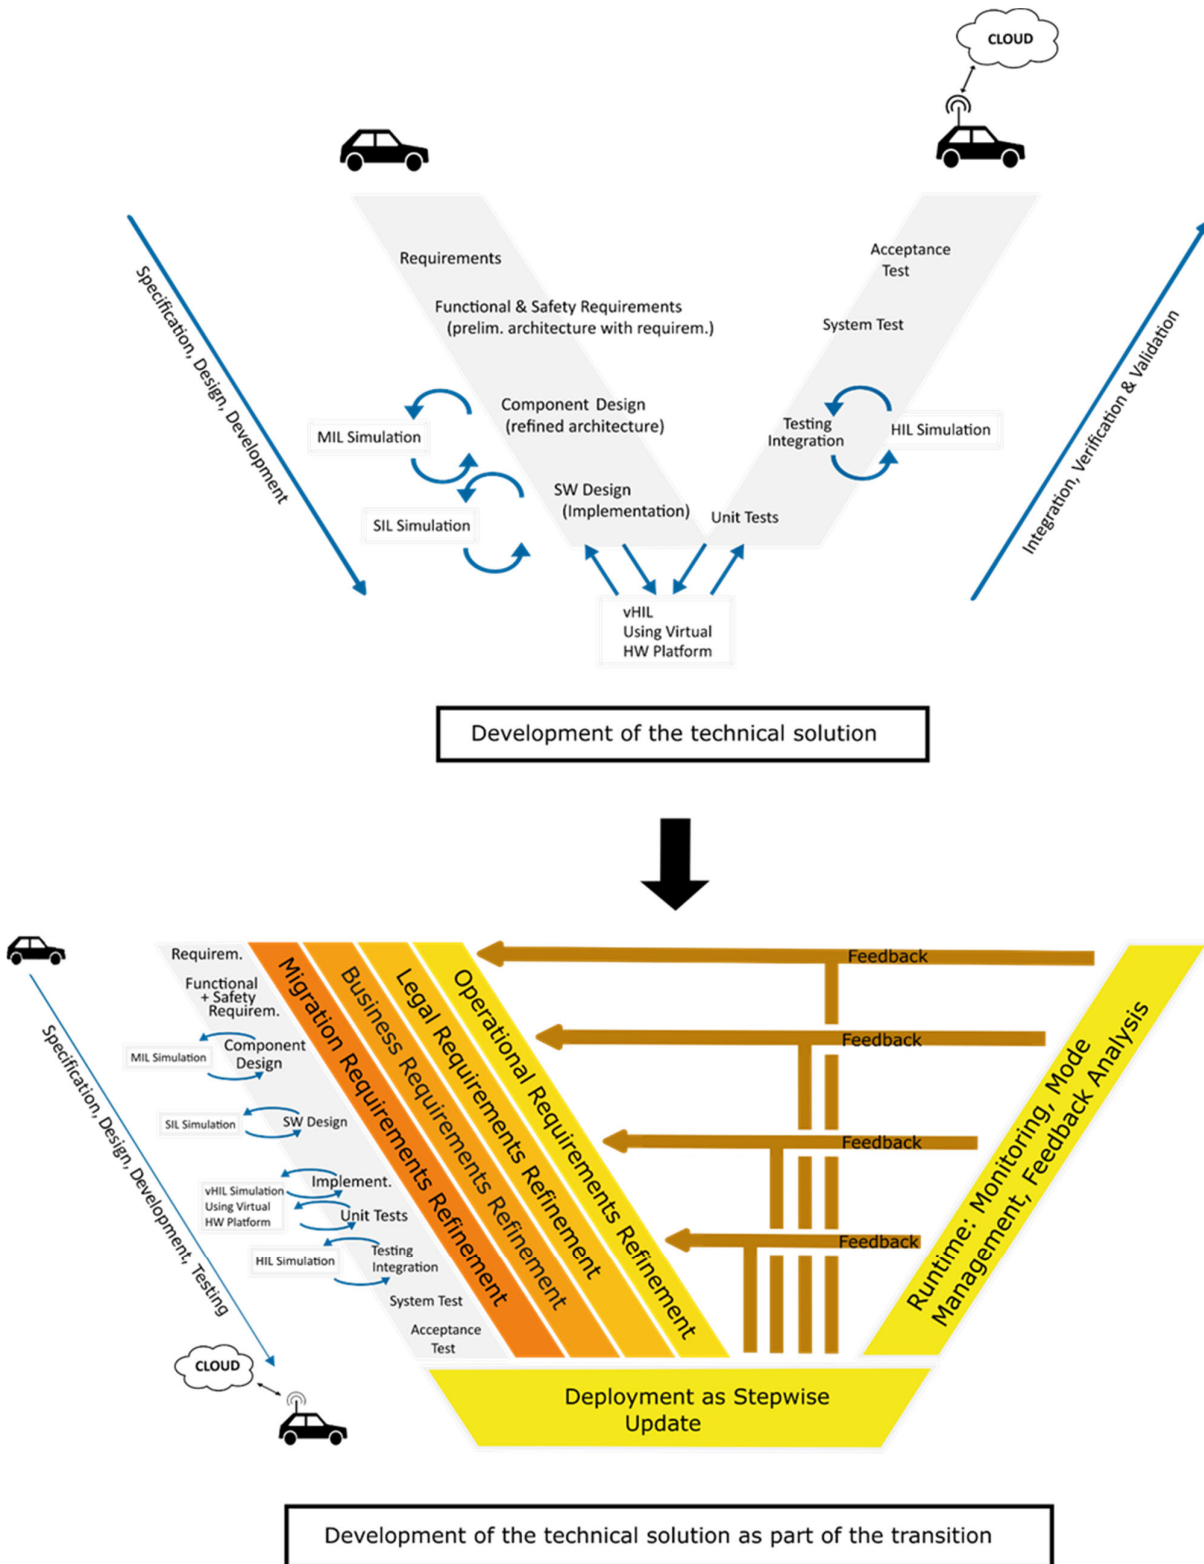 CLOUD
Requirements
Functional & Safety Requirements
(prelim. architecture with requirem.)
Component Design
(refined architecture)
SW Design
(Implementation)
MIL Simulation
SIL Simulation
Specification, Design, Development
Acceptance
Test
System Test
Testing
Integration
HIL Simulation
Unit Tests
Integration, Verification & Validation
vHIL
Using Virtual
HW Platform
Development of the technical solution
Requirem.
Functional
+ Safety
Requirem.
Component
Design
MIL Simulation
SW Design
SIL Simulation
Implement.
vHIL Simulation
Using Virtual
HW Platform
Unit Tests
Testing
Integration
HIL Simulation
System Test
Acceptance
Test
Specification, Design, Development, Testing
CLOUD
Migration Requirements Refinement
Business Requirements Refinement
Legal Requirements Refinement
Operational Requirements Refinement
Feedback
Feedback
Feedback
Feedback
Runtime: Monitoring, Mode
Management, Feedback Analysis
Deployment as Stepwise
Update
Development of the technical solution as part of the transition